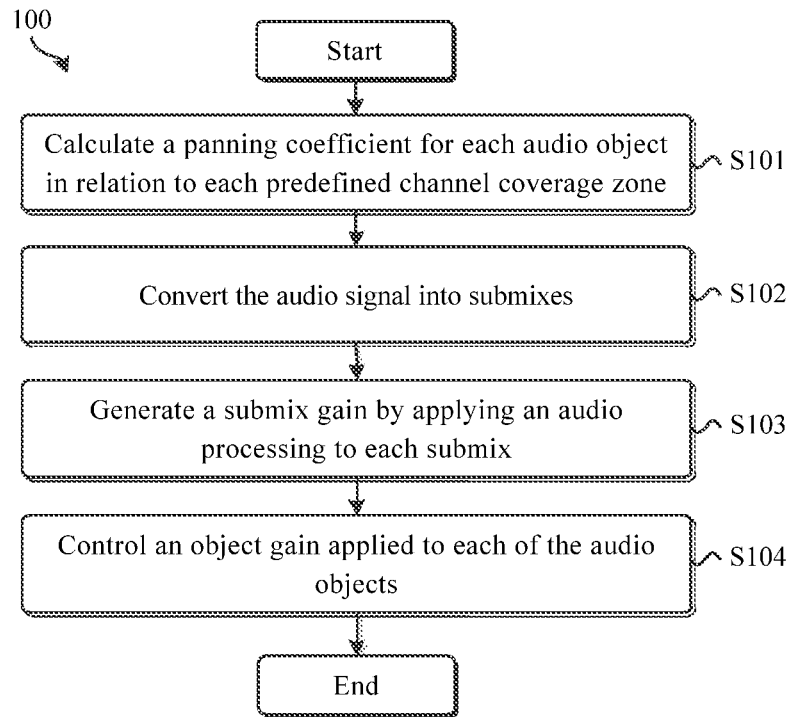 100
Start
Calculate a panning coefficient for each audio object
in relation to each predefined channel coverage zone
S101
Convert the audio signal into submixes
S102
Generate a submix gain by applying an audio
processing to each submix
S103
Control an object gain applied to each of the audio
objects
S104
End